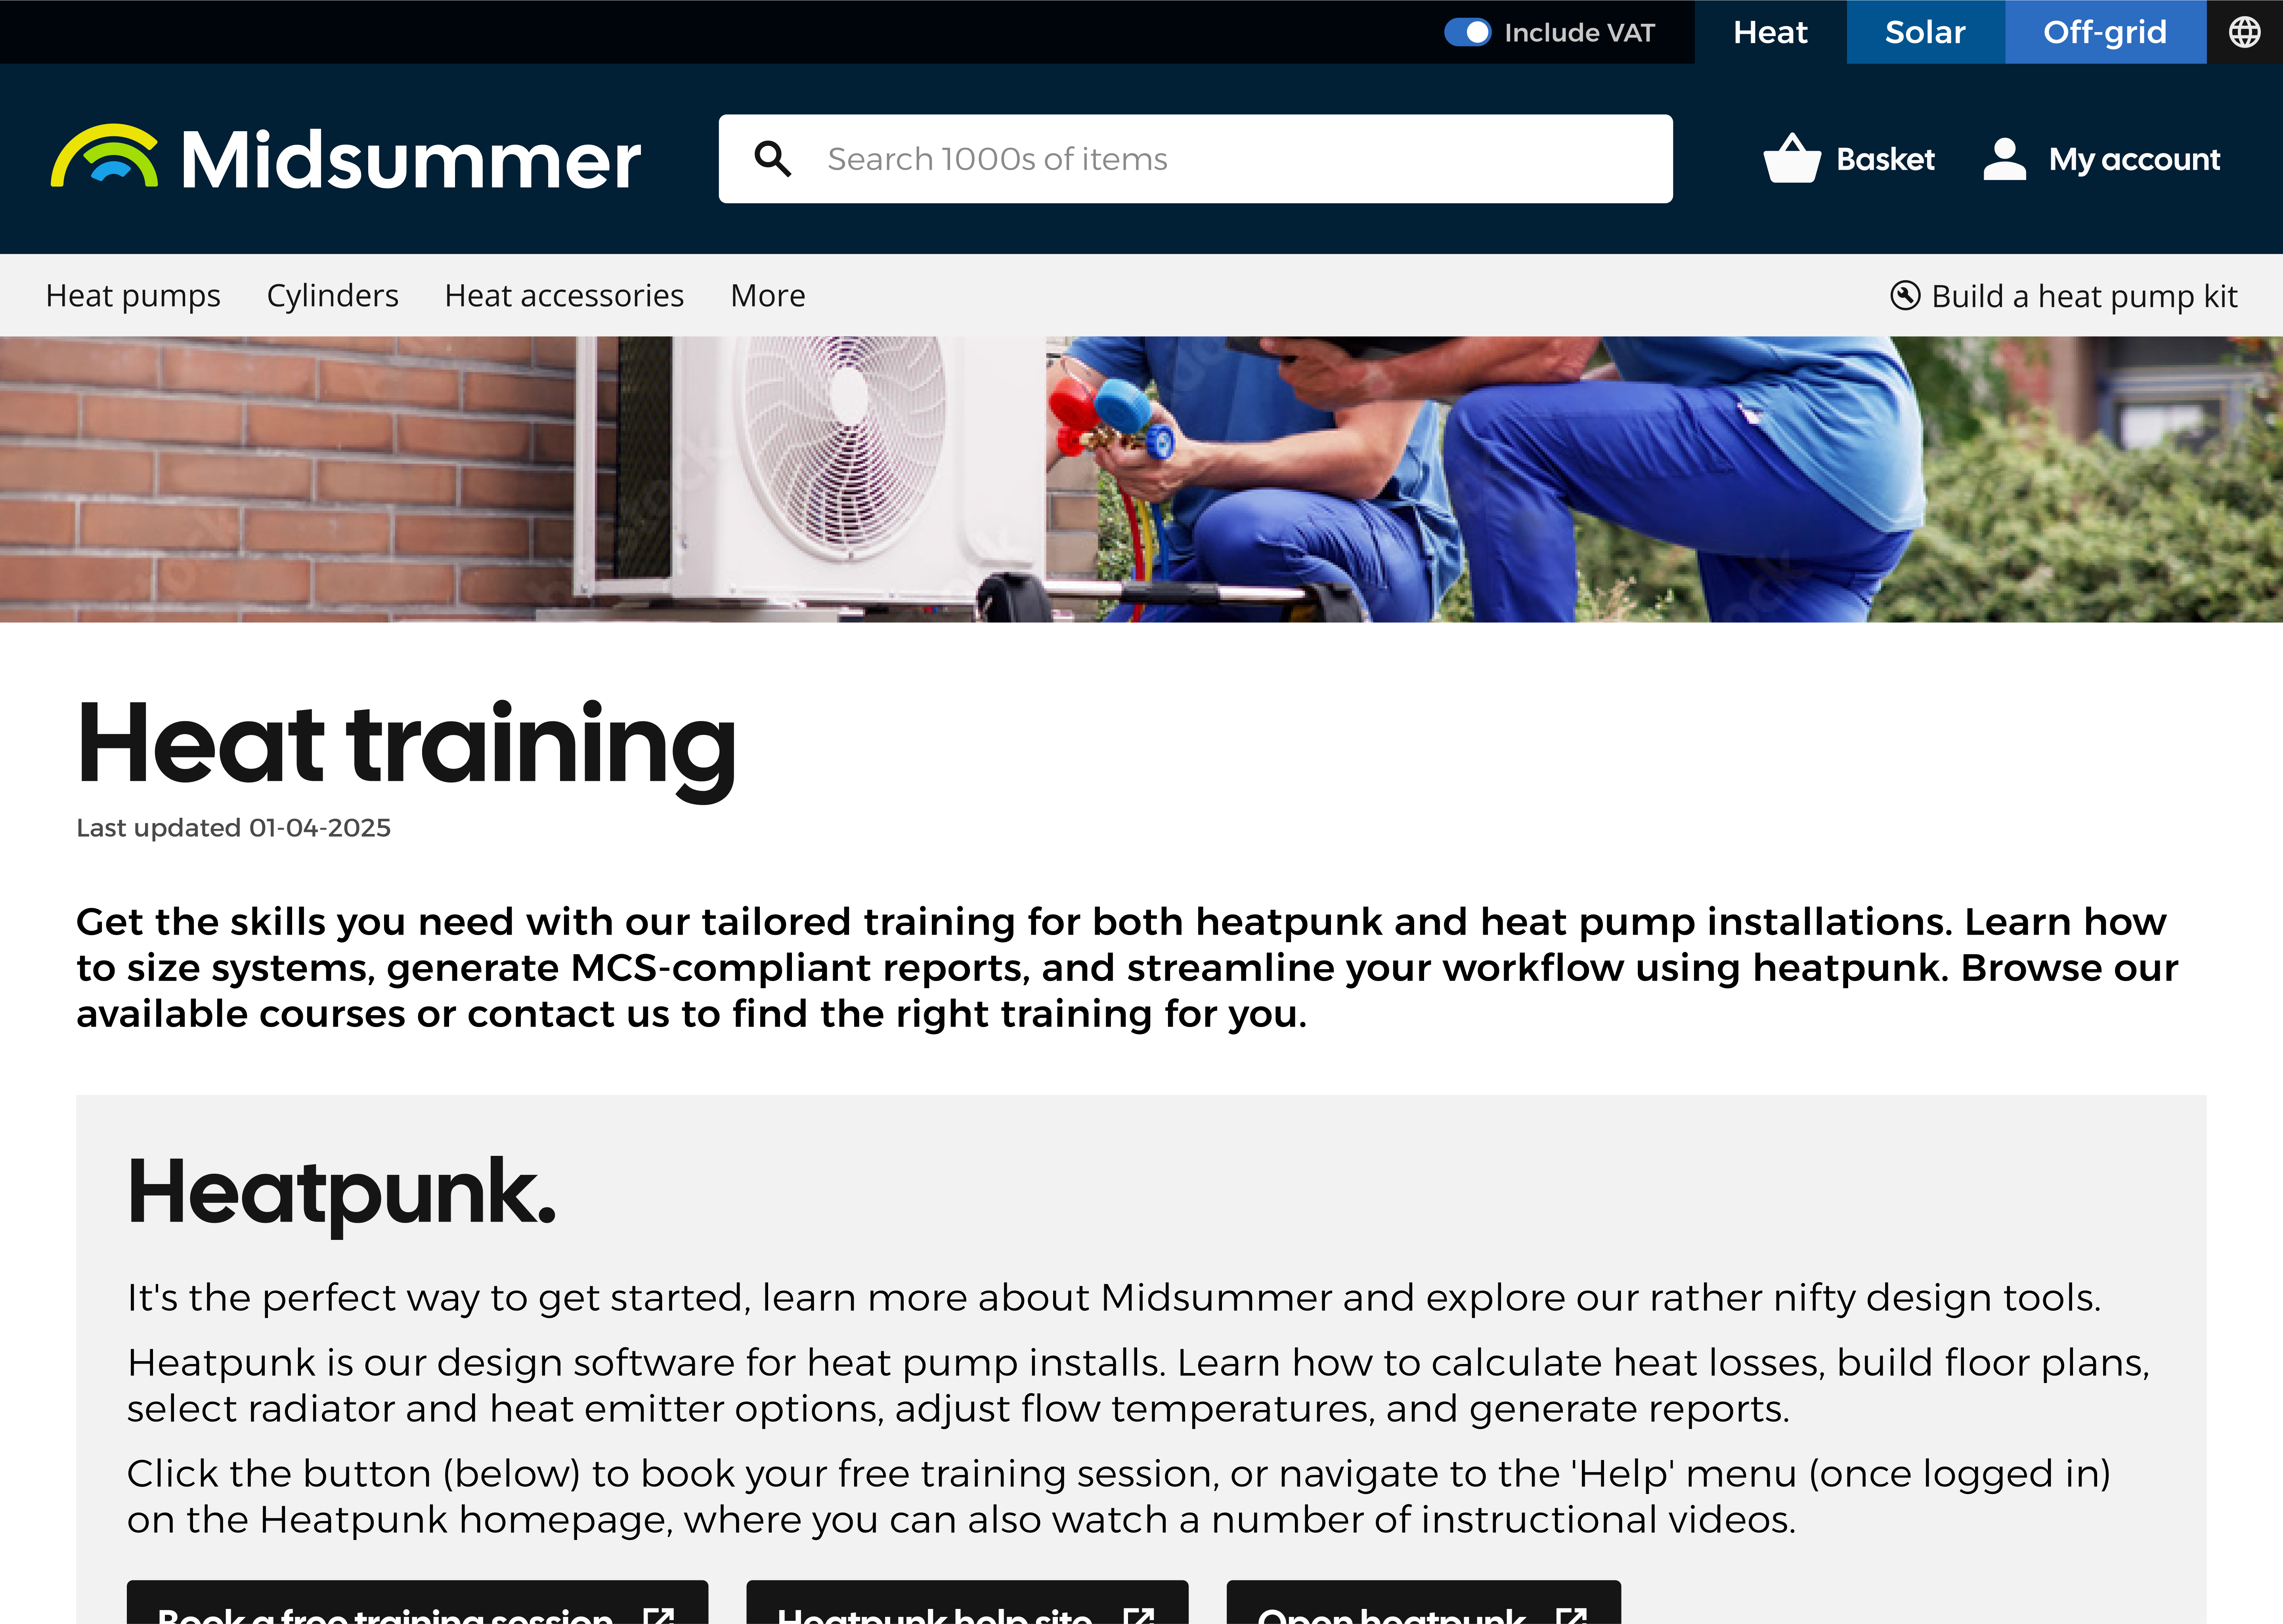 Include VAT
Heat
Solar
Off-grid
Midsummer
Search 1000s of items
Basket
My account
Heat pumps
Cylinders
Heat accessories
More
Build a heat pump kit
Heat training
Last updated 01-04-2025
Get the skills you need with our tailored training for both heatpunk and heat pump installations. Learn how
to size systems, generate MCS-compliant reports, and streamline your workflow using heatpunk. Browse our
available courses or contact us to find the right training for you.
Heatpunk.
It's the perfect way to get started, learn more about Midsummer and explore our rather nifty design tools.
Heatpunk is our design software for heat pump installs. Learn how to calculate heat losses, build floor plans,
select radiator and heat emitter options, adjust flow temperatures, and generate reports.
Click the button (below) to book your free training session, or navigate to the 'Help' menu (once logged in)
on the Heatpunk homepage, where you can also watch a number of instructional videos.
Book a free training session
Heatpunk help site
Open heatpunk